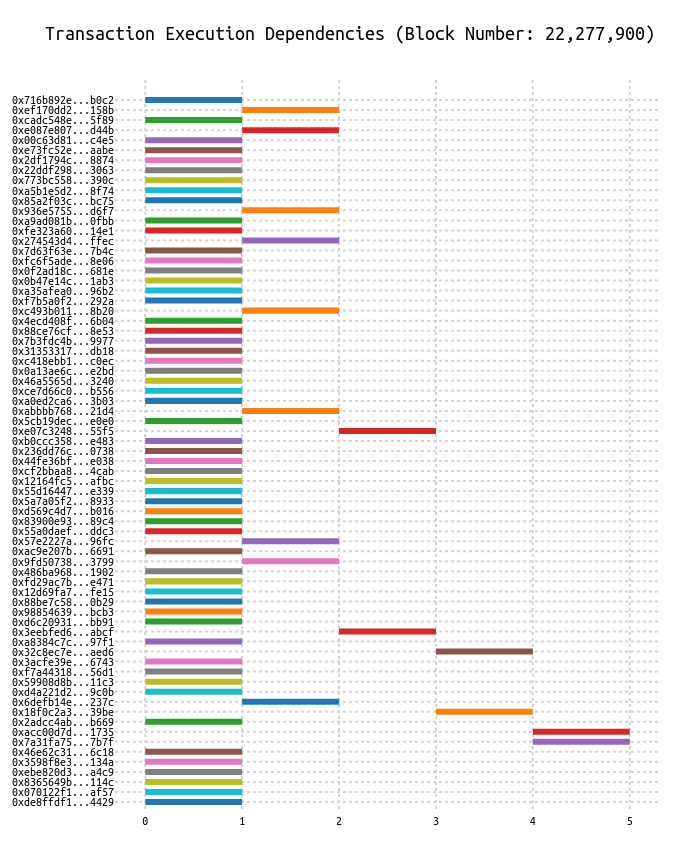 Transaction Execution Dependencies (Block Number: 22,277,900)
0x716b892e...b0c2
0xef170dd2...158b
0xcadc548e...5f89
0xe087e807...d44b
0x00c63d81...c4e5
0xe73fc52e...aabe
0x2df1794c...8874
0x22ddf298...3063
0x773bc558...390c
0xa5b1e5d2...8f74
0x85a2f03c...bc75
0x936e5755...d6f7
0xa9ad081b...0fbb
0xfe323a60...14e1
0x274543d4...ffec
0x7d63f63e...7b4c
0xfc6f5ade...8e06
0x0f2ad18c...681e
0x0b47e14c...1ab3
0xa35afea0...96b2
0xf7b5a0f2...292a
0xc493b011...8b20
0x4ecd408f...6b04
0x88ce76cf...8e53
0x7b3fdc4b...9977
0x31353317...db18
0xc418ebb1...c0ec
0x0a13ae6c...e2bd
0x46a5565d...3240
0xce7d66c0...b556
0xa0ed2ca6...3b03
0xabbbb768...21d4
0x5cb19dec...e0e0
0xe07c3248...55f5
0xb0ccc358...e483
0x236dd76c...0738
0x44fe36bf...e038
0xcf2bbaa8...4cab
0x12164fc5...afbc
0x55d16447...e339
0x5a7a05f2...8933
0xd569c4d7...b016
0x83900e93...89c4
0x55a0daef...ddc3
0x57e2227a...96fc
0xac9e207b...6691
0x9fd50738...3799
0x486ba968...1902
0xfd29ac7b...e471
0x12d69fa7...fe15
0x88be7c58...0b29
0x98854639...bcb3
0xd6c20931...bb91
0x3eebfed6...abcf
0xa8384c7c...97f1
0x32c8ec7e...aed6
0x3acfe39e...6743
0xf7a44318...56d1
0x59908d8b...11c3
0xd4a221d2...9c0b
0x6defb14e...237c
0x18f0c2a3...39be
0x2adcc4ab...b669
0xacc00d7d...1735
0x7a31fa75...7b7f
0x46e62c31...6c18
0x3598f8e3...134a
0xebe820d3...a4c9
0x8365649b...114c
0x070122f1...af57
0xde8ffdf1...4429
0 1 2 3 4 5